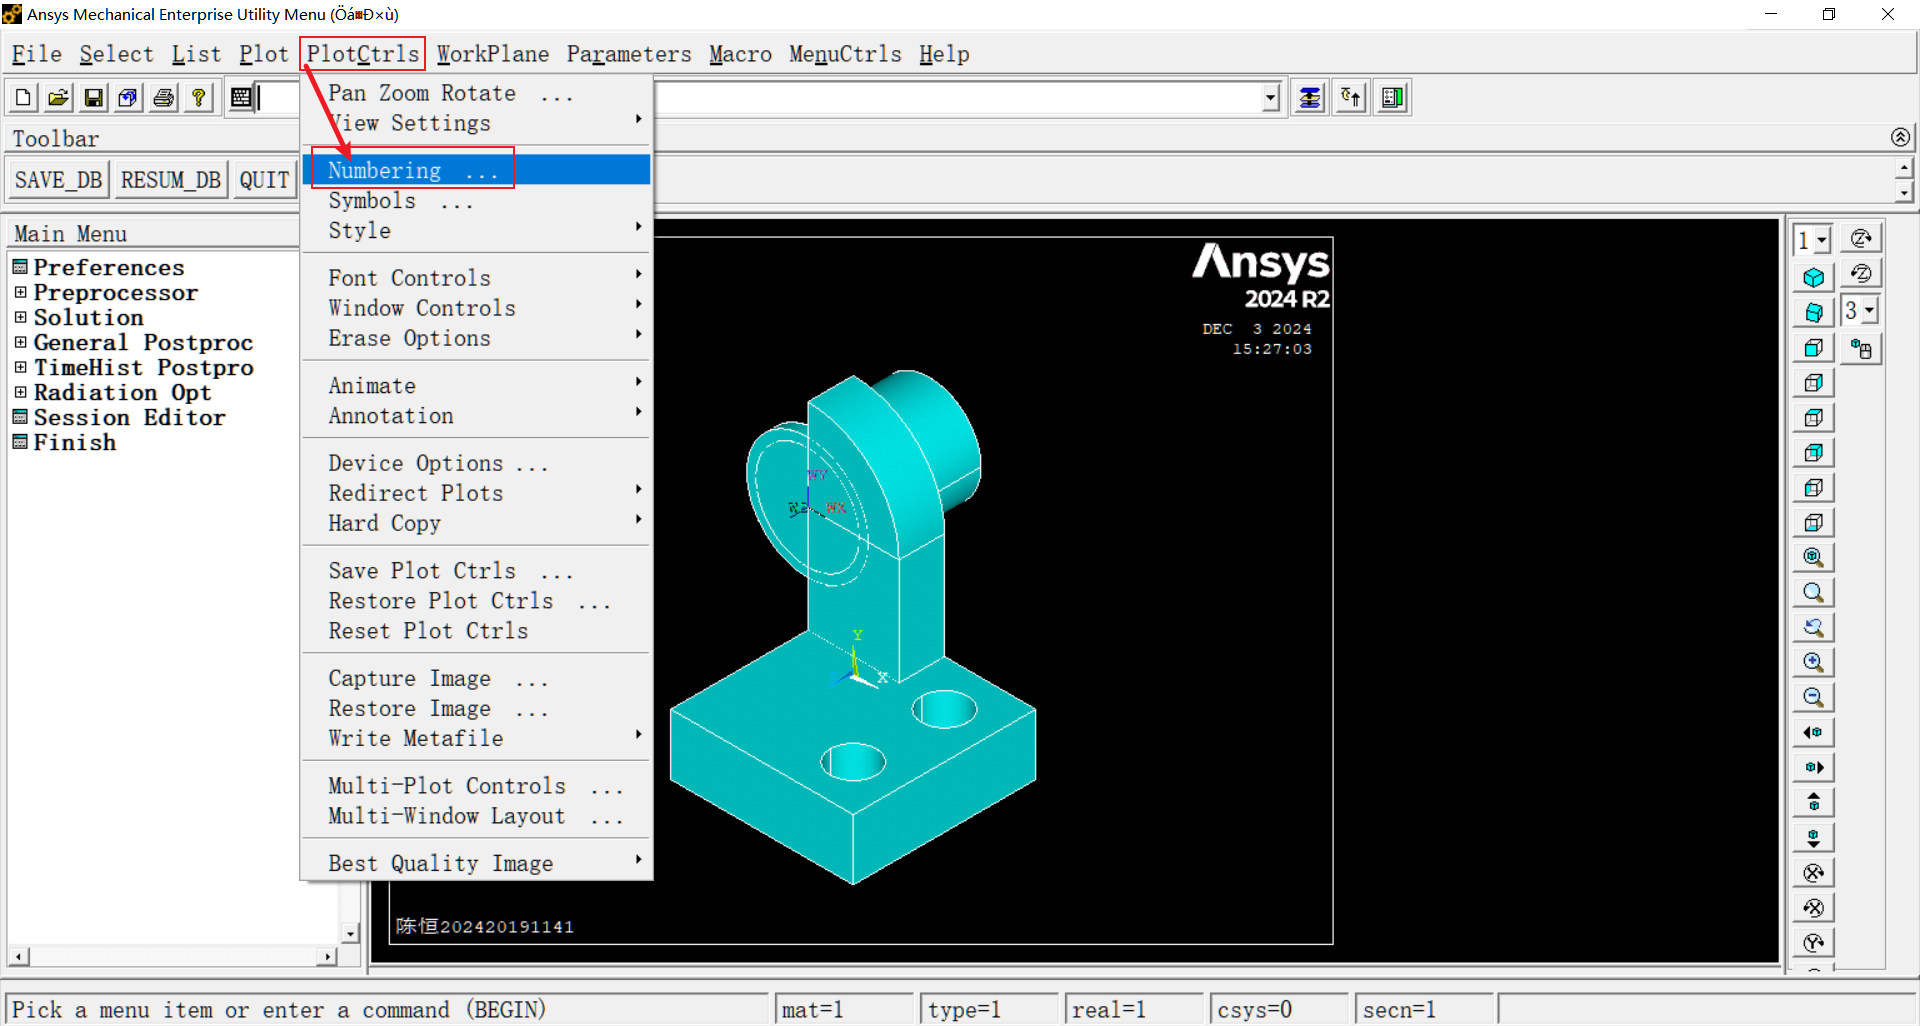 Ansys Mechanical Enterprise Utility Menu (Öá¤Ð×ù)
File Select List Plot PlotCtrls WorkPlane Parameters Macro MenuCtrls Help
Pan Zoom Rotate ...
View Settings
Toolbar
Numbering ...
SAVE_DB RESUM_DB QUIT
Symbols ...
Style
Main Menu
Preferences
Preprocessor
Solution
General Postproc
TimeHist Postpro
Radiation Opt
Session Editor
Finish
Font Controls
Window Controls
Erase Options
Animate
Annotation
Device Options ...
Redirect Plots
Hard Copy
Save Plot Ctrls ...
Restore Plot Ctrls ...
Reset Plot Ctrls
Capture Image ...
Restore Image ...
Write Metafile
Multi-Plot Controls ...
Multi-Window Layout ...
Best Quality Image
Ansys
2024 R2
DEC 3 2024
15:27:03
WY
WZ WX
Y
X
陈恒202420191141
1
3
Pick a menu item or enter a command (BEGIN) mat=1 type=1 real=1 csys=0 secn=1